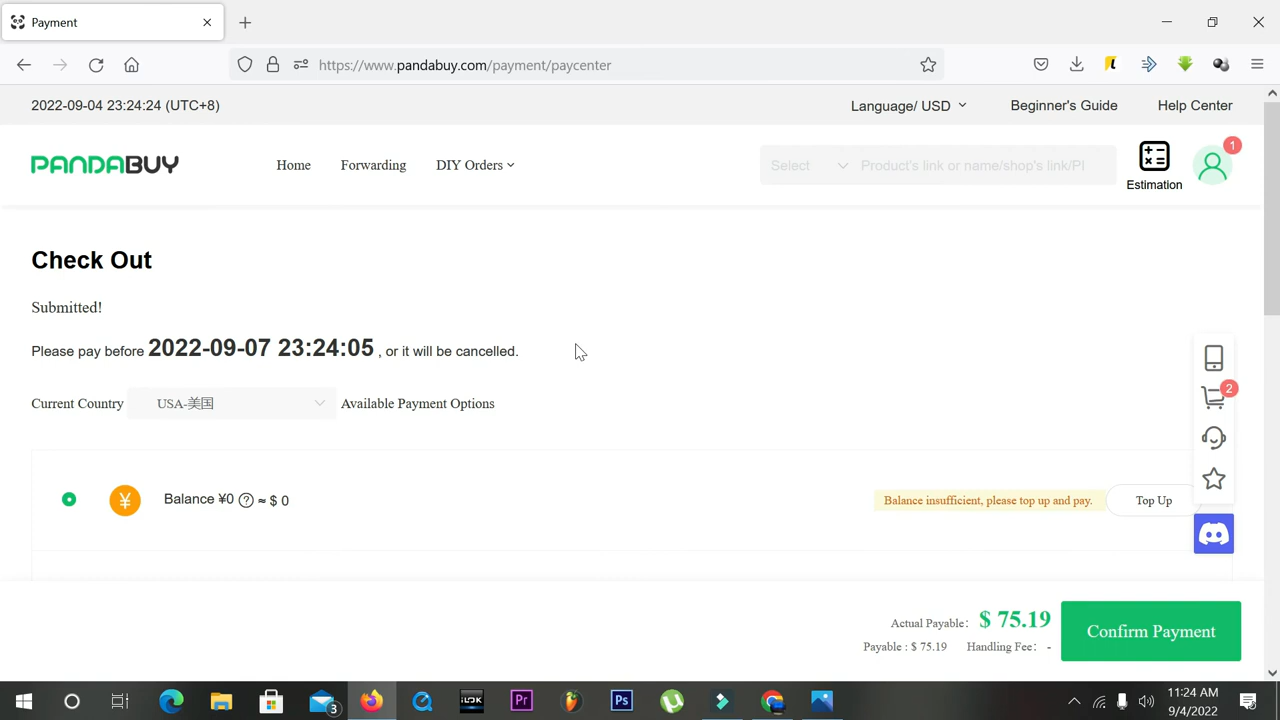 Payment
https://www.pandabuy.com/payment/paycenter
2022-09-04 23:24:24 (UTC+8)
Language/ USD
Beginner's Guide
Help Center
PANDABUY
Home
Forwarding
DIY Orders
Select
Product's link or name/shop's link/Pl
Estimation
1
Check Out
Submitted!
Please pay before 2022-09-07 23:24:05 , or it will be cancelled.
2
Current Country
USA-美国
Available Payment Options
¥
Balance ¥0 ? ≈ $ 0
Balance insufficient, please top up and pay.
Top Up
Actual Payable: $ 75.19
Payable : $ 75.19
Handling Fee: -
Confirm Payment
3
iLOK
Pr
Ps
11:24 AM
9/4/2022